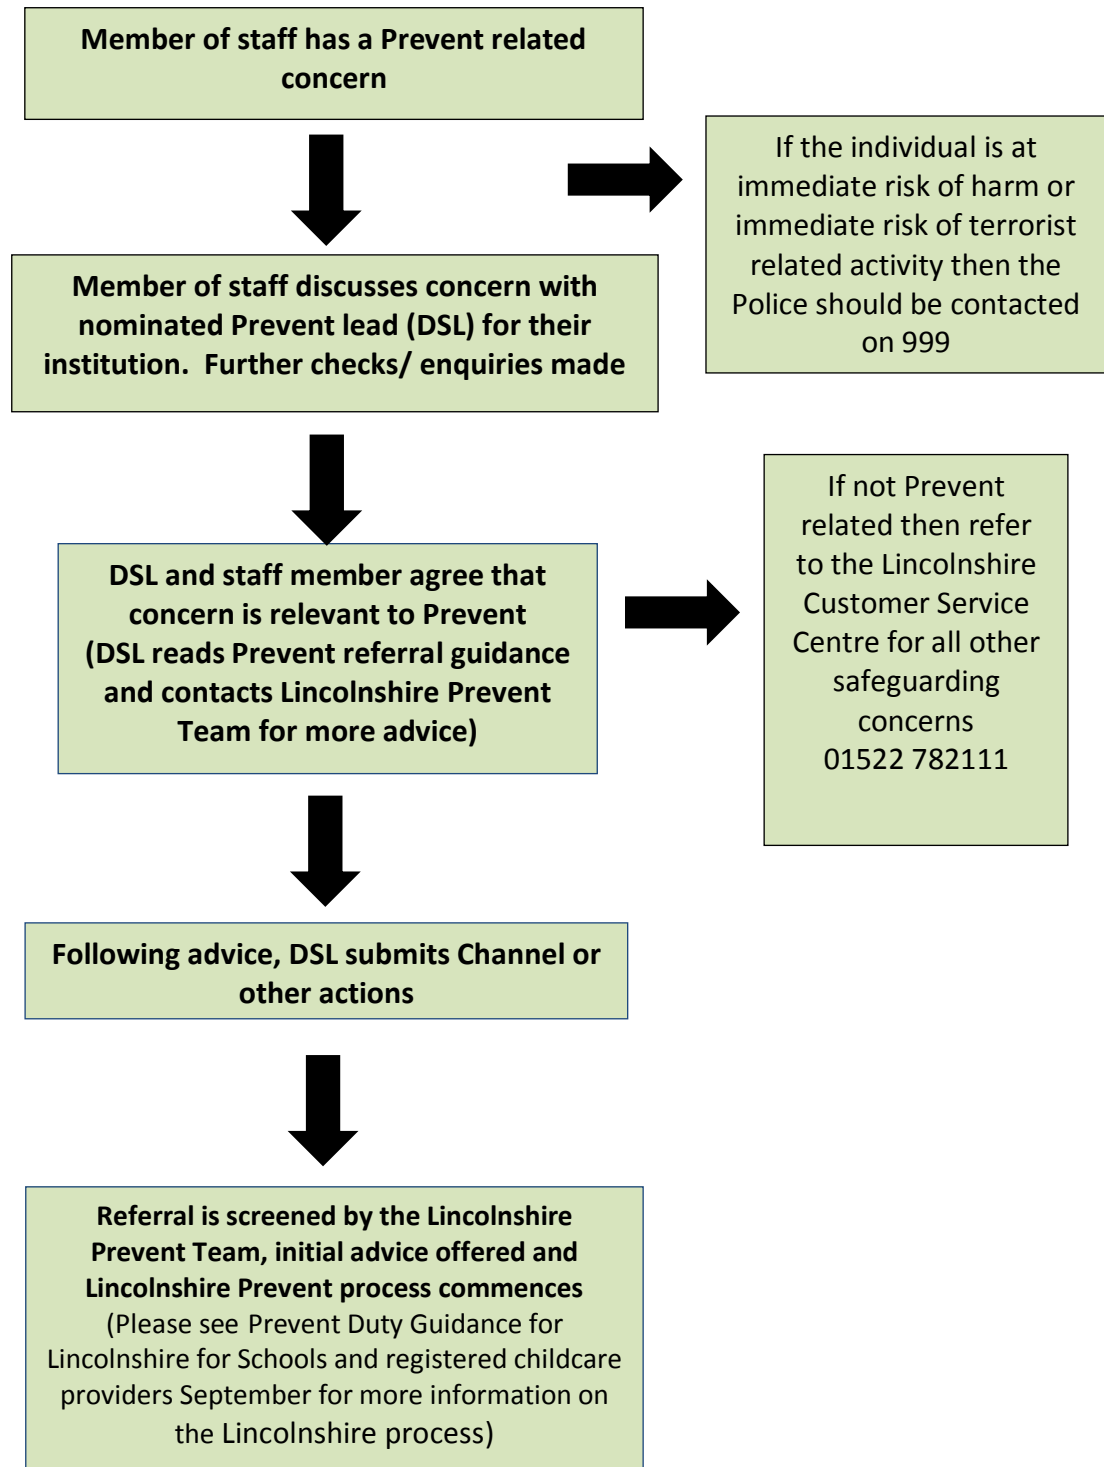 Member of staff has a Prevent related
concern
If the individual is at
immediate risk of harm or
immediate risk of terrorist
related activity then the
Police should be contacted
on 999
Member of staff discusses concern with
nominated Prevent lead (DSL) for their
institution.  Further checks/ enquiries made
If not Prevent
related then refer
to the Lincolnshire
Customer Service
Centre for all other
safeguarding
concerns
01522 782111
DSL and staff member agree that
concern is relevant to Prevent
(DSL reads Prevent referral guidance
and contacts Lincolnshire Prevent
Team for more advice)
Following advice, DSL submits Channel or
other actions
Referral is screened by the Lincolnshire
Prevent Team, initial advice offered and
Lincolnshire Prevent process commences
(Please see Prevent Duty Guidance for
Lincolnshire for Schools and registered childcare
providers September for more information on
the Lincolnshire process)